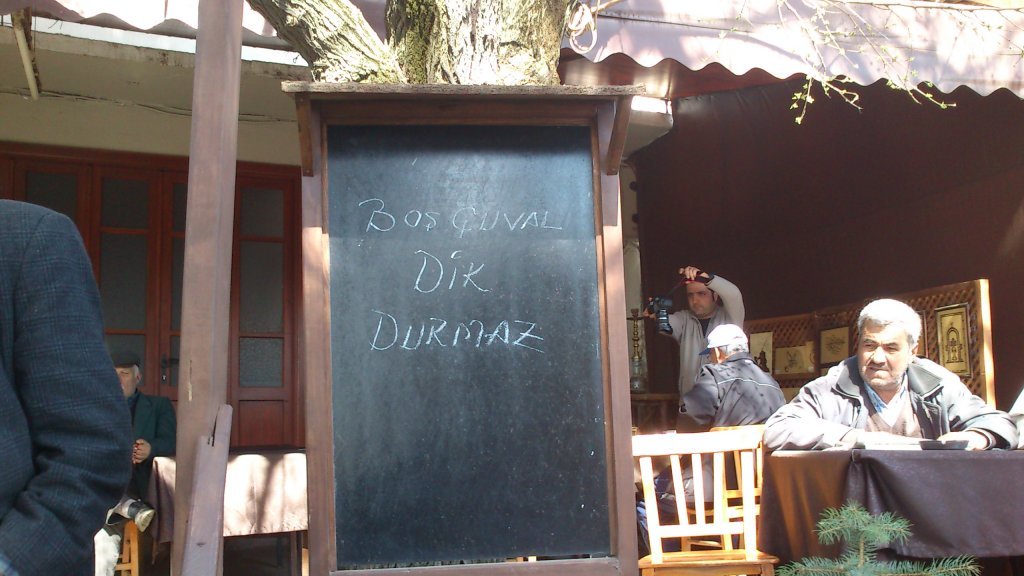 BOŞ ÇUVAL
DİK
DURMAZ